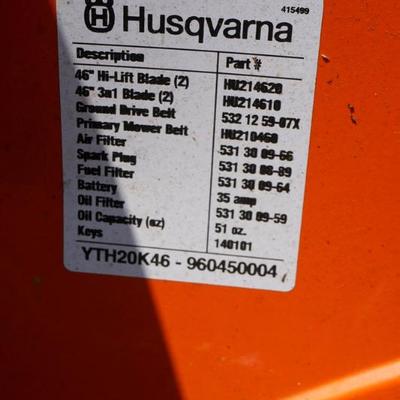 415499
Husqvarna
Description Part #
46" Hi-Lift Blade (2) HU214620
46" 3n1 Blade (2) HU214610
Ground Drive Belt 532 12 59-07X
Primary Mower Belt HU210460
Air Filter 531 30 09-66
Spark Plug 531 30 08-89
Fuel Filter 531 30 09-64
Battery 35 amp
Oil Filter 531 30 09-59
Oil Capacity (oz) 51 oz.
Keys 140101
YTH20K46 - 960450004